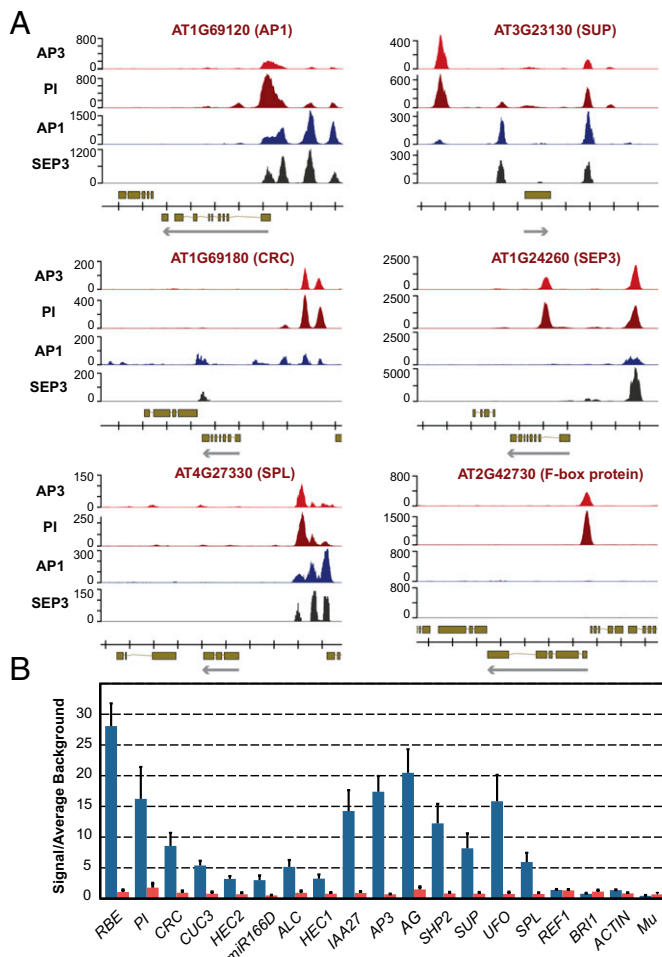 A
AT1G69120 (AP1)
AP3
800
400
0
PI
800
400
0
AP1
1500
0
SEP3
1200
0
AT3G23130 (SUP)
400
0
600
0
300
0
300
0
AT1G69180 (CRC)
AP3
200
0
PI
400
0
AP1
200
0
SEP3
200
0
AT1G24260 (SEP3)
2500
0
2500
0
2500
0
5000
0
AT4G27330 (SPL)
AP3
150
0
PI
250
0
AP1
300
0
SEP3
150
0
AT2G42730 (F-box protein)
800
0
1500
0
800
0
800
0
B
Signal/Average Background
30
25
20
15
10
5
0
RBE
PI
CRC
CUC3
HEC2
miR166D
ALC
HEC1
IAA27
AP3
AG
SHP2
SUP
UFO
SPL
REF1
BRI1
ACTIN
Mu